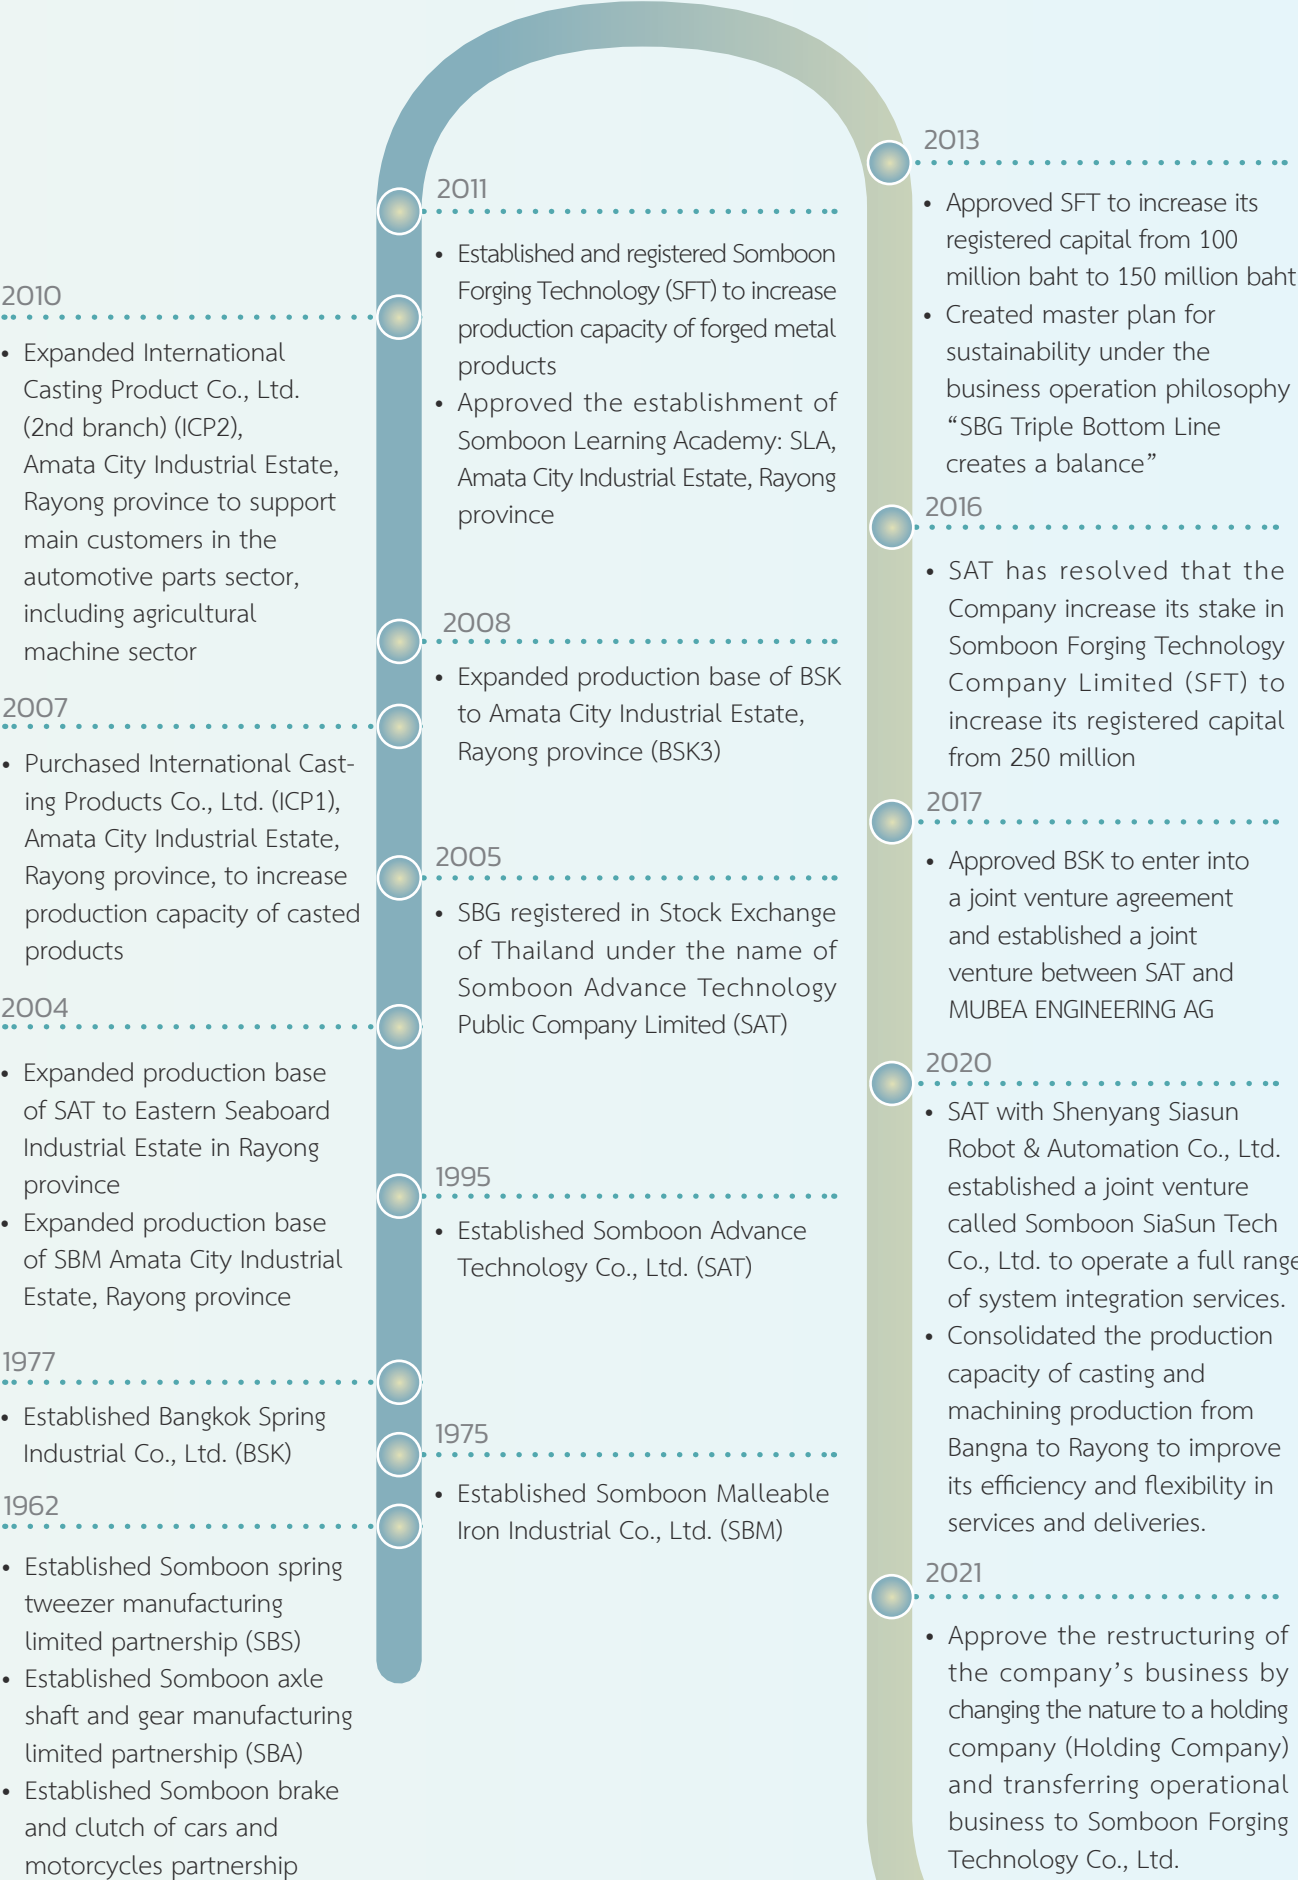 2010
• Expanded International
Casting Product Co., Ltd.
(2nd branch) (ICP2),
Amata City Industrial Estate,
Rayong province to support
main customers in the
automotive parts sector,
including agricultural
machine sector
2007
• Purchased International Cast-
ing Products Co., Ltd. (ICP1),
Amata City Industrial Estate,
Rayong province, to increase
production capacity of casted
products
2004
• Expanded production base
of SAT to Eastern Seaboard
Industrial Estate in Rayong
province
• Expanded production base
of SBM Amata City Industrial
Estate, Rayong province
1977
• Established Bangkok Spring
Industrial Co., Ltd. (BSK)
1962
• Established Somboon spring
tweezer manufacturing
limited partnership (SBS)
• Established Somboon axle
shaft and gear manufacturing
limited partnership (SBA)
• Established Somboon brake
and clutch of cars and
motorcycles partnership
2011
• Established and registered Somboon
Forging Technology (SFT) to increase
production capacity of forged metal
products
• Approved the establishment of
Somboon Learning Academy: SLA,
Amata City Industrial Estate, Rayong
province
2008
• Expanded production base of BSK
to Amata City Industrial Estate,
Rayong province (BSK3)
2005
• SBG registered in Stock Exchange
of Thailand under the name of
Somboon Advance Technology
Public Company Limited (SAT)
1995
• Established Somboon Advance
Technology Co., Ltd. (SAT)
1975
• Established Somboon Malleable
Iron Industrial Co., Ltd. (SBM)
2013
• Approved SFT to increase its
registered capital from 100
million baht to 150 million baht
• Created master plan for
sustainability under the
business operation philosophy
“SBG Triple Bottom Line
creates a balance”
2016
• SAT has resolved that the
Company increase its stake in
Somboon Forging Technology
Company Limited (SFT) to
increase its registered capital
from 250 million
2017
• Approved BSK to enter into
a joint venture agreement
and established a joint
venture between SAT and
MUBEA ENGINEERING AG
2020
• SAT with Shenyang Siasun
Robot & Automation Co., Ltd.
established a joint venture
called Somboon SiaSun Tech
Co., Ltd. to operate a full range
of system integration services.
• Consolidated the production
capacity of casting and
machining production from
Bangna to Rayong to improve
its efficiency and flexibility in
services and deliveries.
2021
• Approve the restructuring of
the company’s business by
changing the nature to a holding
company (Holding Company)
and transferring operational
business to Somboon Forging
Technology Co., Ltd.